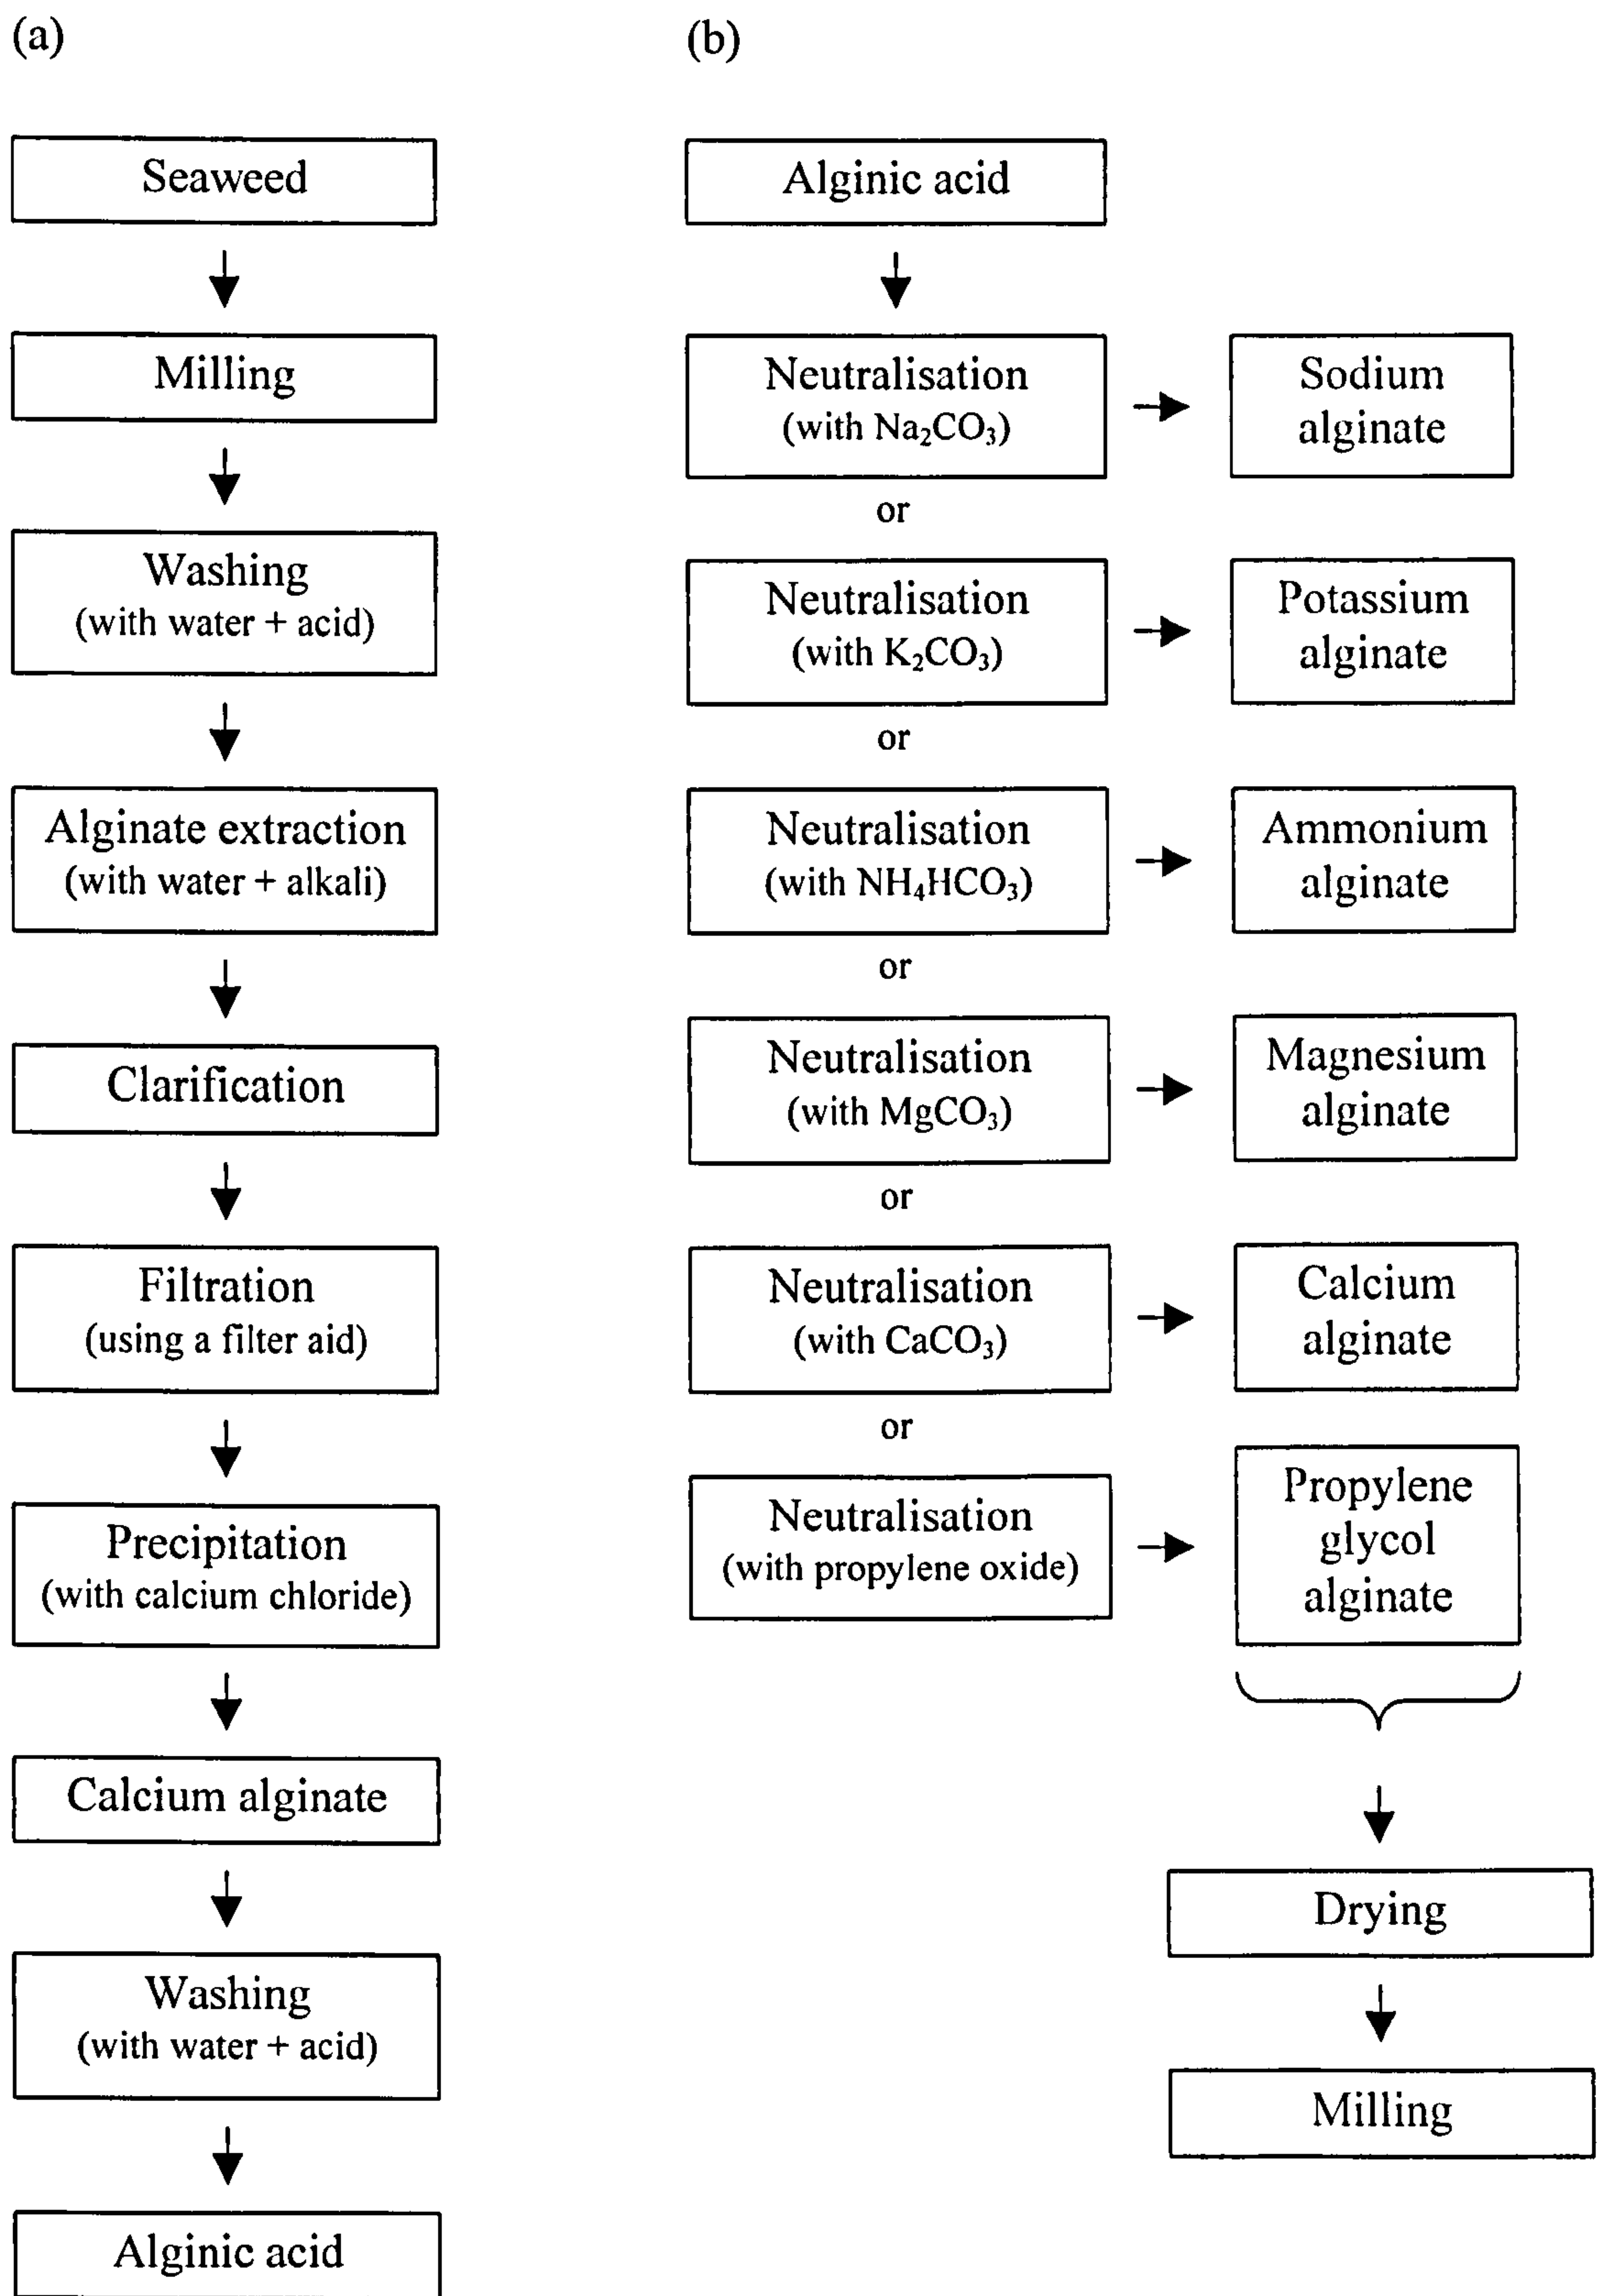 (a)
Seaweed
Milling
Washing
(with water + acid)
Alginate extraction
(with water + alkali)
Clarification
Filtration
(using a filter aid)
Precipitation
(with calcium chloride)
Calcium alginate
Washing
(with water + acid)
Alginic acid
(b)
Alginic acid
Neutralisation
(with Na₂CO₃)
Sodium
alginate
or
Neutralisation
(with K₂CO₃)
Potassium
alginate
or
Neutralisation
(with NH₄HCO₃)
Ammonium
alginate
or
Neutralisation
(with MgCO₃)
Magnesium
alginate
or
Neutralisation
(with CaCO₃)
Calcium
alginate
or
Neutralisation
(with propylene oxide)
Propylene
glycol
alginate
Drying
Milling